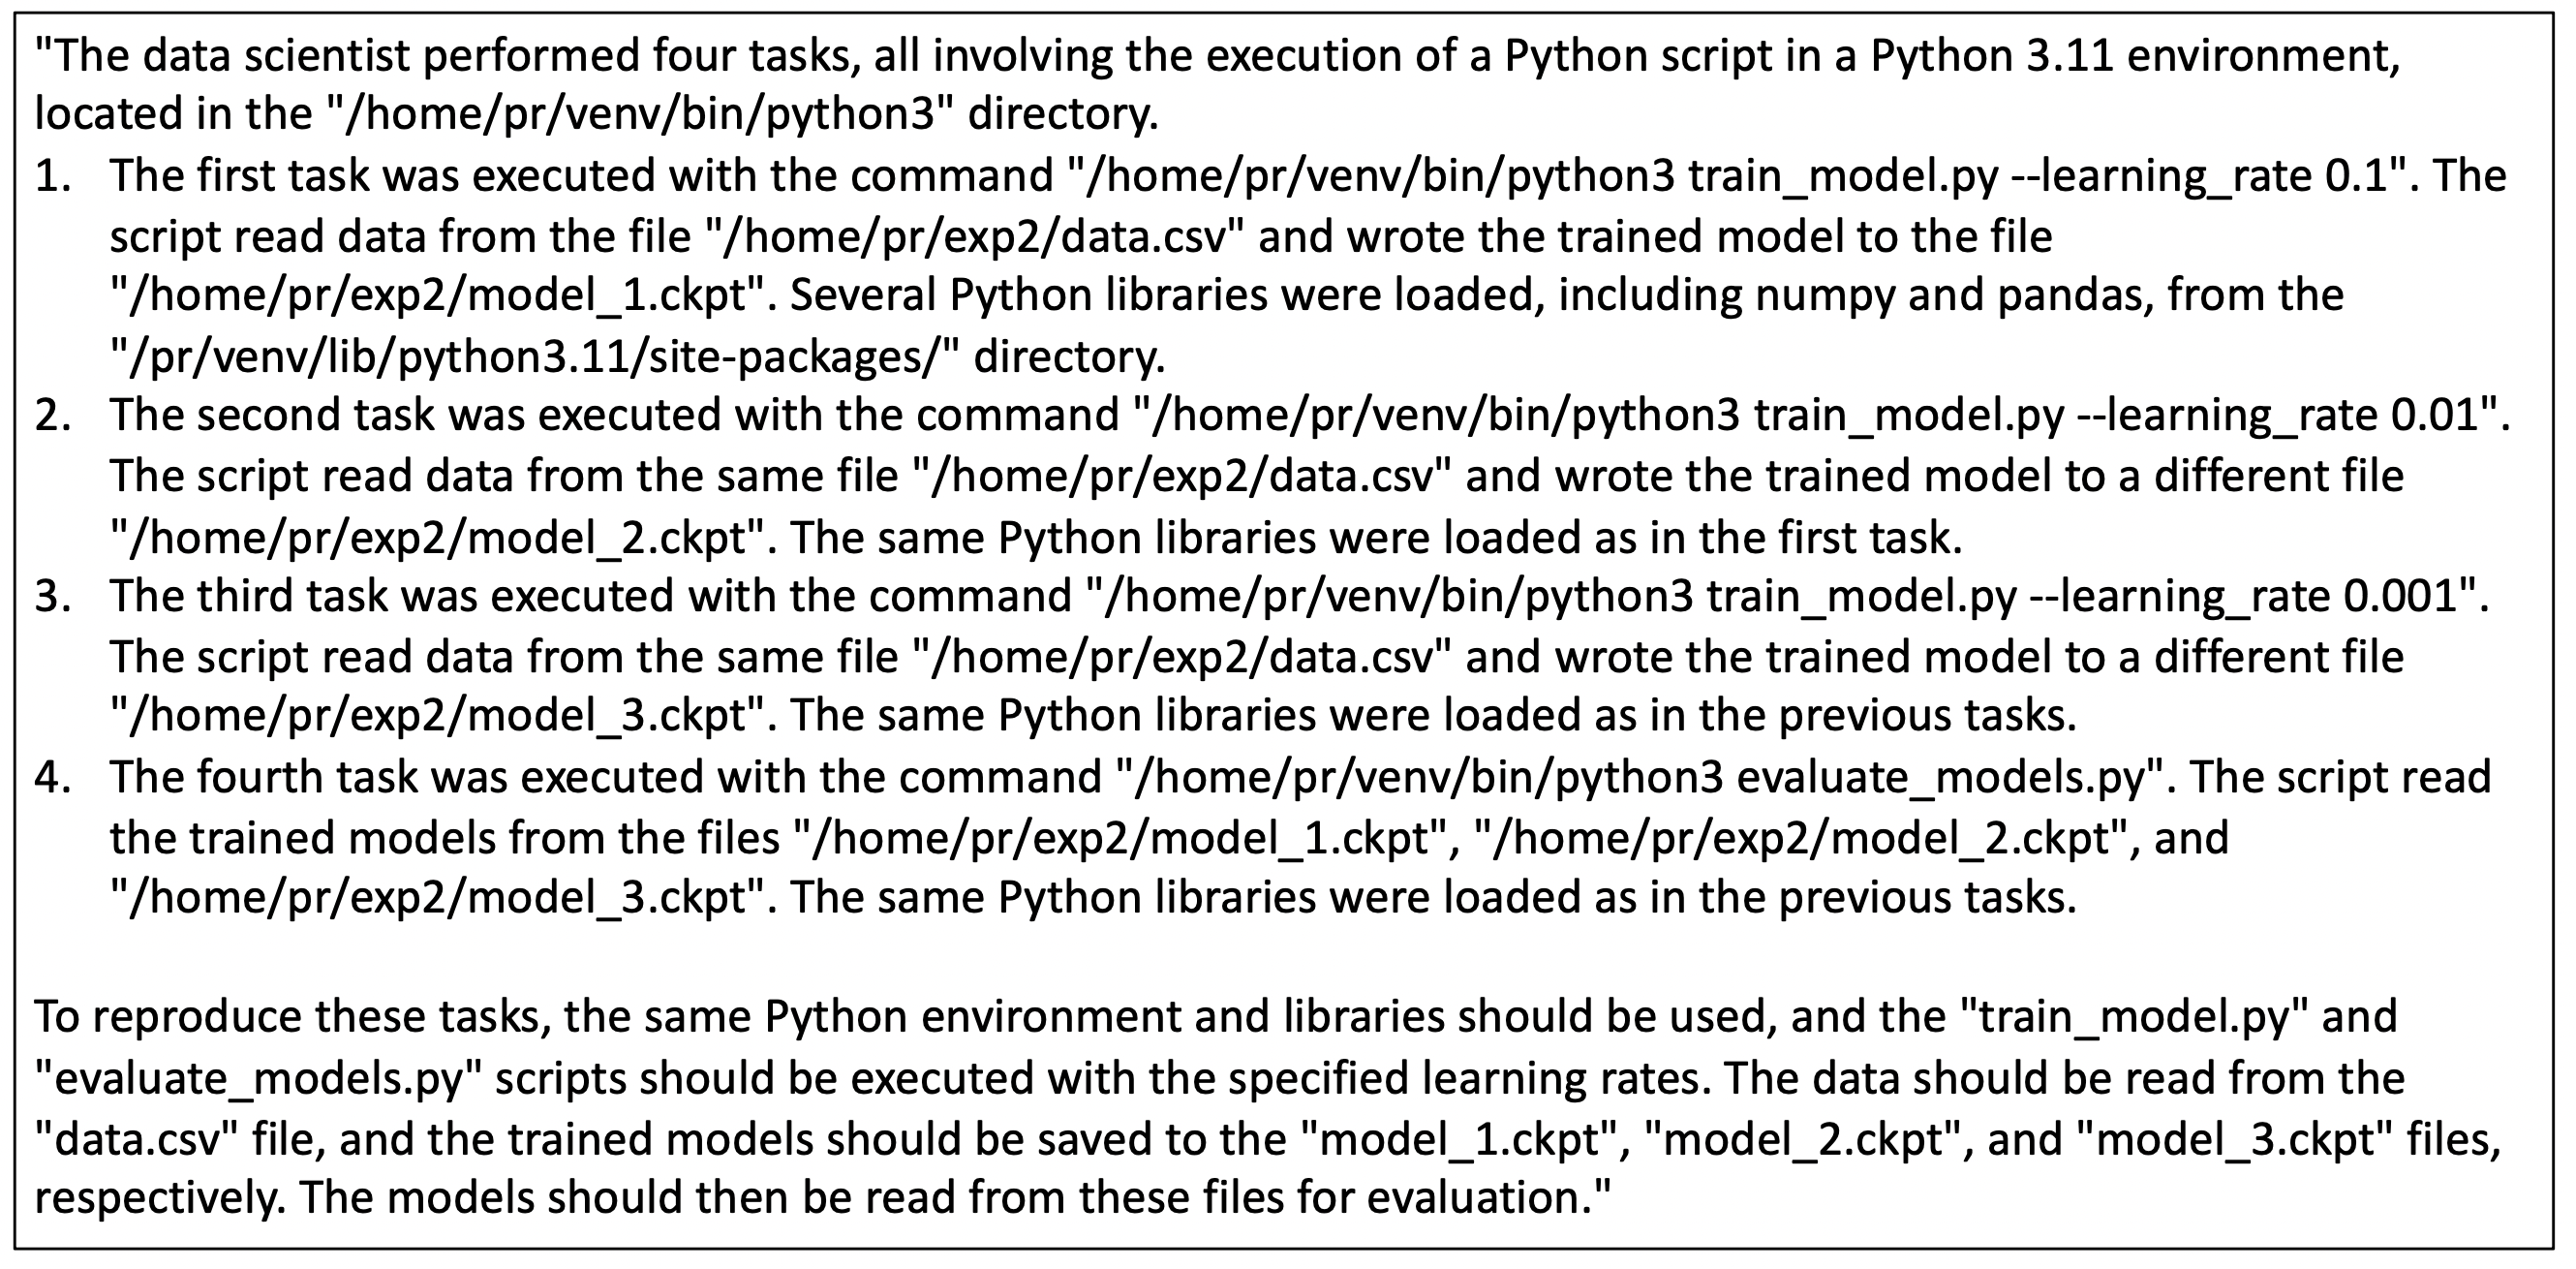 "The data scientist performed four tasks, all involving the execution of a Python script in a Python 3.11 environment,
located in the "/home/pr/venv/bin/python3" directory.
1. The first task was executed with the command "/home/pr/venv/bin/python3 train_model.py --learning_rate 0.1". The
script read data from the file "/home/pr/exp2/data.csv" and wrote the trained model to the file
"/home/pr/exp2/model_1.ckpt". Several Python libraries were loaded, including numpy and pandas, from the
"/pr/venv/lib/python3.11/site-packages/" directory.
2. The second task was executed with the command "/home/pr/venv/bin/python3 train_model.py --learning_rate 0.01".
The script read data from the same file "/home/pr/exp2/data.csv" and wrote the trained model to a different file
"/home/pr/exp2/model_2.ckpt". The same Python libraries were loaded as in the first task.
3. The third task was executed with the command "/home/pr/venv/bin/python3 train_model.py --learning_rate 0.001".
The script read data from the same file "/home/pr/exp2/data.csv" and wrote the trained model to a different file
"/home/pr/exp2/model_3.ckpt". The same Python libraries were loaded as in the previous tasks.
4. The fourth task was executed with the command "/home/pr/venv/bin/python3 evaluate_models.py". The script read
the trained models from the files "/home/pr/exp2/model_1.ckpt", "/home/pr/exp2/model_2.ckpt", and
"/home/pr/exp2/model_3.ckpt". The same Python libraries were loaded as in the previous tasks.
To reproduce these tasks, the same Python environment and libraries should be used, and the "train_model.py" and
"evaluate_models.py" scripts should be executed with the specified learning rates. The data should be read from the
"data.csv" file, and the trained models should be saved to the "model_1.ckpt", "model_2.ckpt", and "model_3.ckpt" files,
respectively. The models should then be read from these files for evaluation."